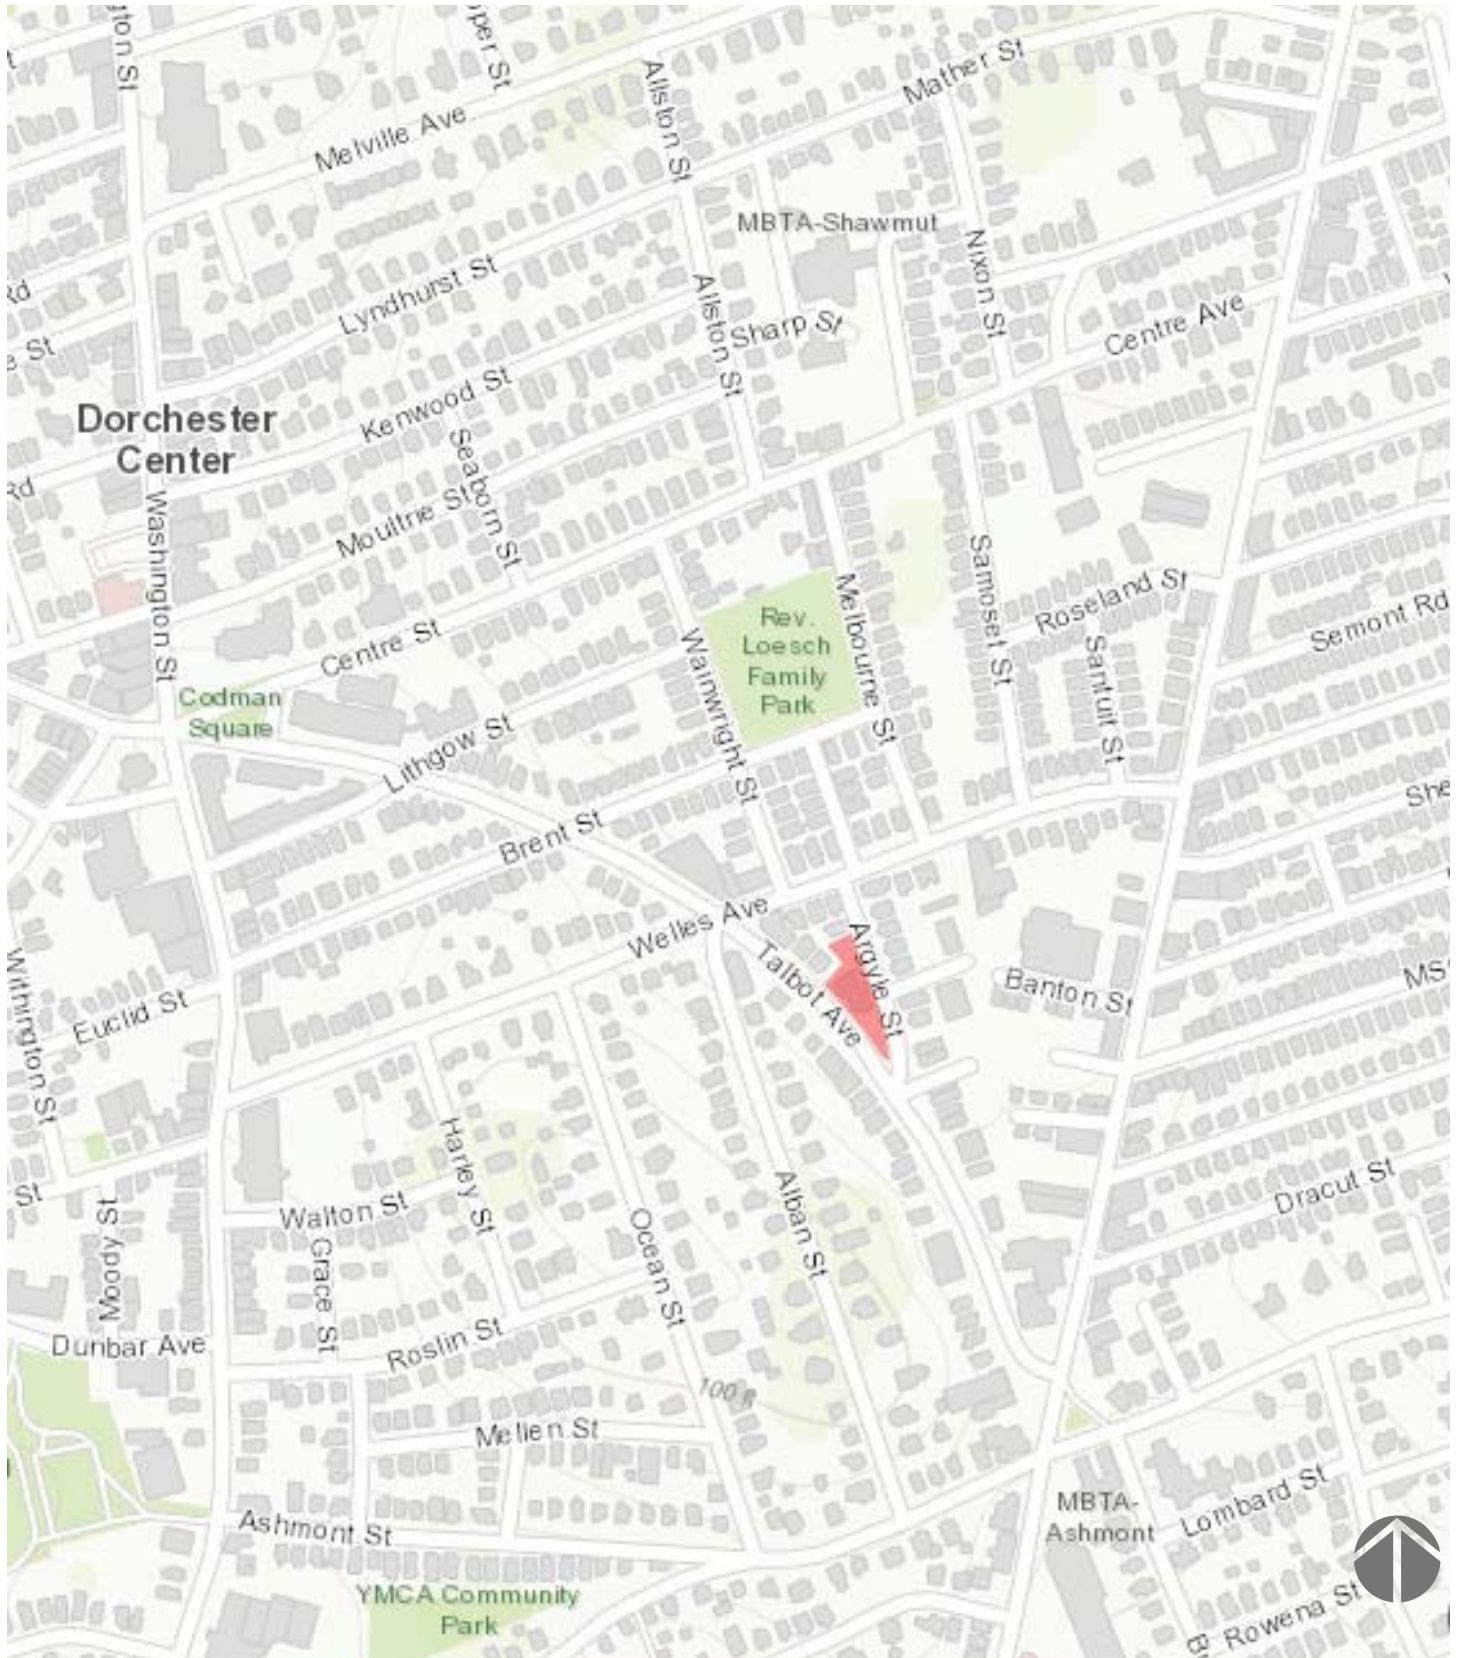 Mather St
Allston St
Melville Ave
MBTA-Shawmut
Nixon St
Lyndhurst St
Allston St
Sharp St
Centre Ave
Kenwood St
Dorchester
Center
Seaborn St
Moultrie St
Washington St
Samoset St
Melbourne St
Roseland St
Semont Rd
Rev.
Loesch
Family
Park
Centre St
Wainwright St
Santuit St
Codman
Square
Lithgow St
Brent St
Welles Ave
Argyle St
Talbot Ave
Withington St
Banton St
Euclid St
Harley St
Alban St
Dracut St
Walton St
Moody St
Ocean St
Grace St
Dunbar Ave
Roslin St
Mellen St
MBTA-
Ashmont
Lombard St
Ashmont St
YMCA Community
Park
Rowena St